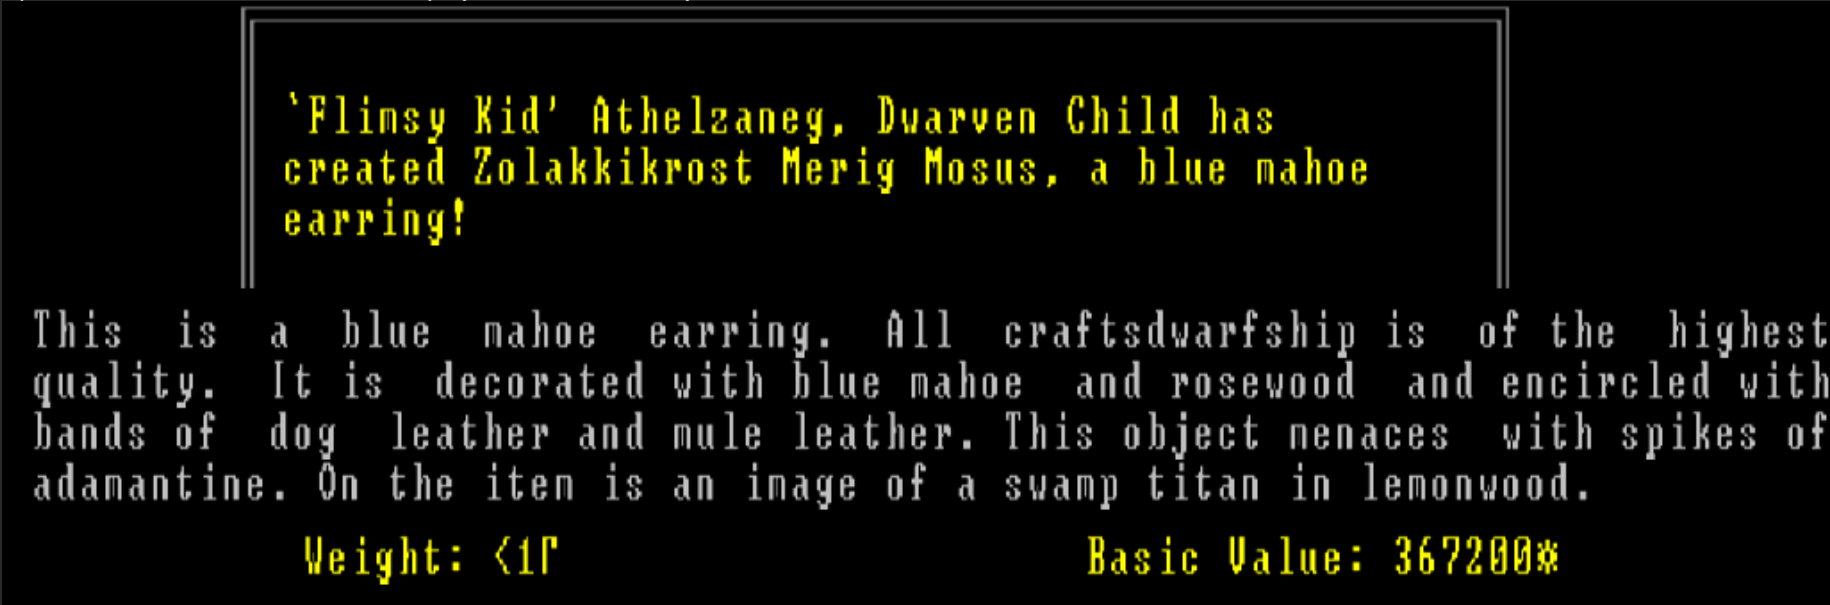 `Flimsy Kid' Athelzaneg, Dwarven Child has
created Zolakkikrost Merig Mosus, a blue mahoe
earring!
This is a blue mahoe earring. All craftsdwarfship is of the highest
quality. It is decorated with blue mahoe and rosewood and encircled with
bands of dog leather and mule leather. This object menaces with spikes of
adamantine. On the item is an image of a swamp titan in lemonwood.
Weight: <1Γ
Basic Value: 367200☼